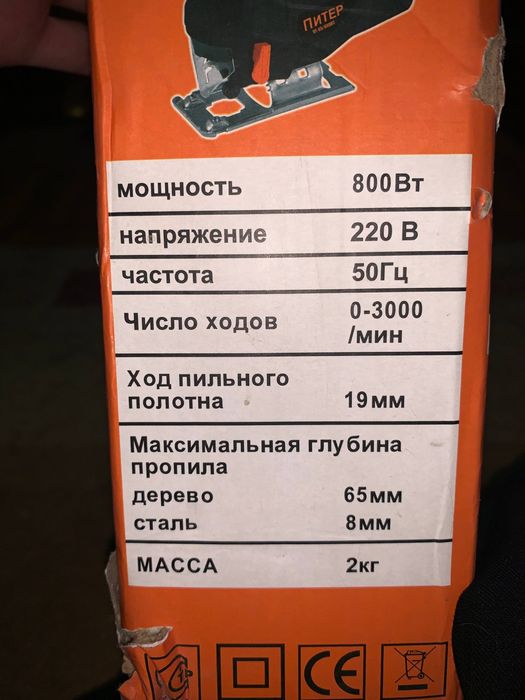 ПИТЕР
мощность 800Вт
напряжение 220 В
частота 50Гц
Число ходов 0-3000
/мин
Ход пильного
полотна 19мм
Максимальная глубина
пропила
дерево 65мм
сталь 8мм
МАССА 2кг
CE